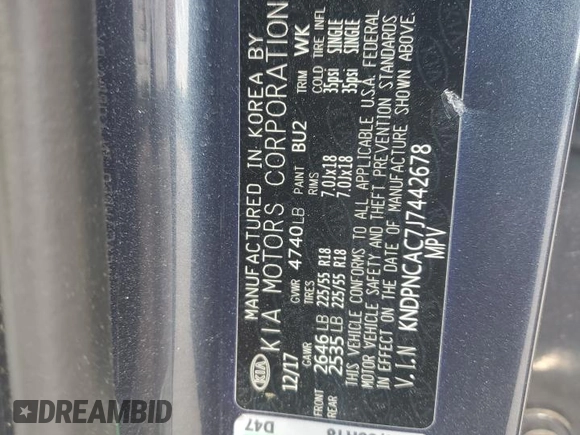 MANUFACTURED IN KOREA BY
KIA MOTORS CORPORATION
KIA
12/17
GVWR 4740LB
PAINT BU2
TRIM WK
GAWR TIRES RIMS COLD TIRE INFL
FRONT 2646LB 225/55 R18 7.0Jx18 35psi SINGLE
REAR 2535LB 225/55 R18 7.0Jx18 35psi SINGLE
THIS VEHICLE CONFORMS TO ALL APPLICABLE U.S.A. FEDERAL
MOTOR VEHICLE SAFETY AND THEFT PREVENTION STANDARDS
IN EFFECT ON THE DATE OF MANUFACTURE SHOWN ABOVE.
V.I.N KNDPNCAC7J7442678
MPV
D47
AUTOBIDMASTER